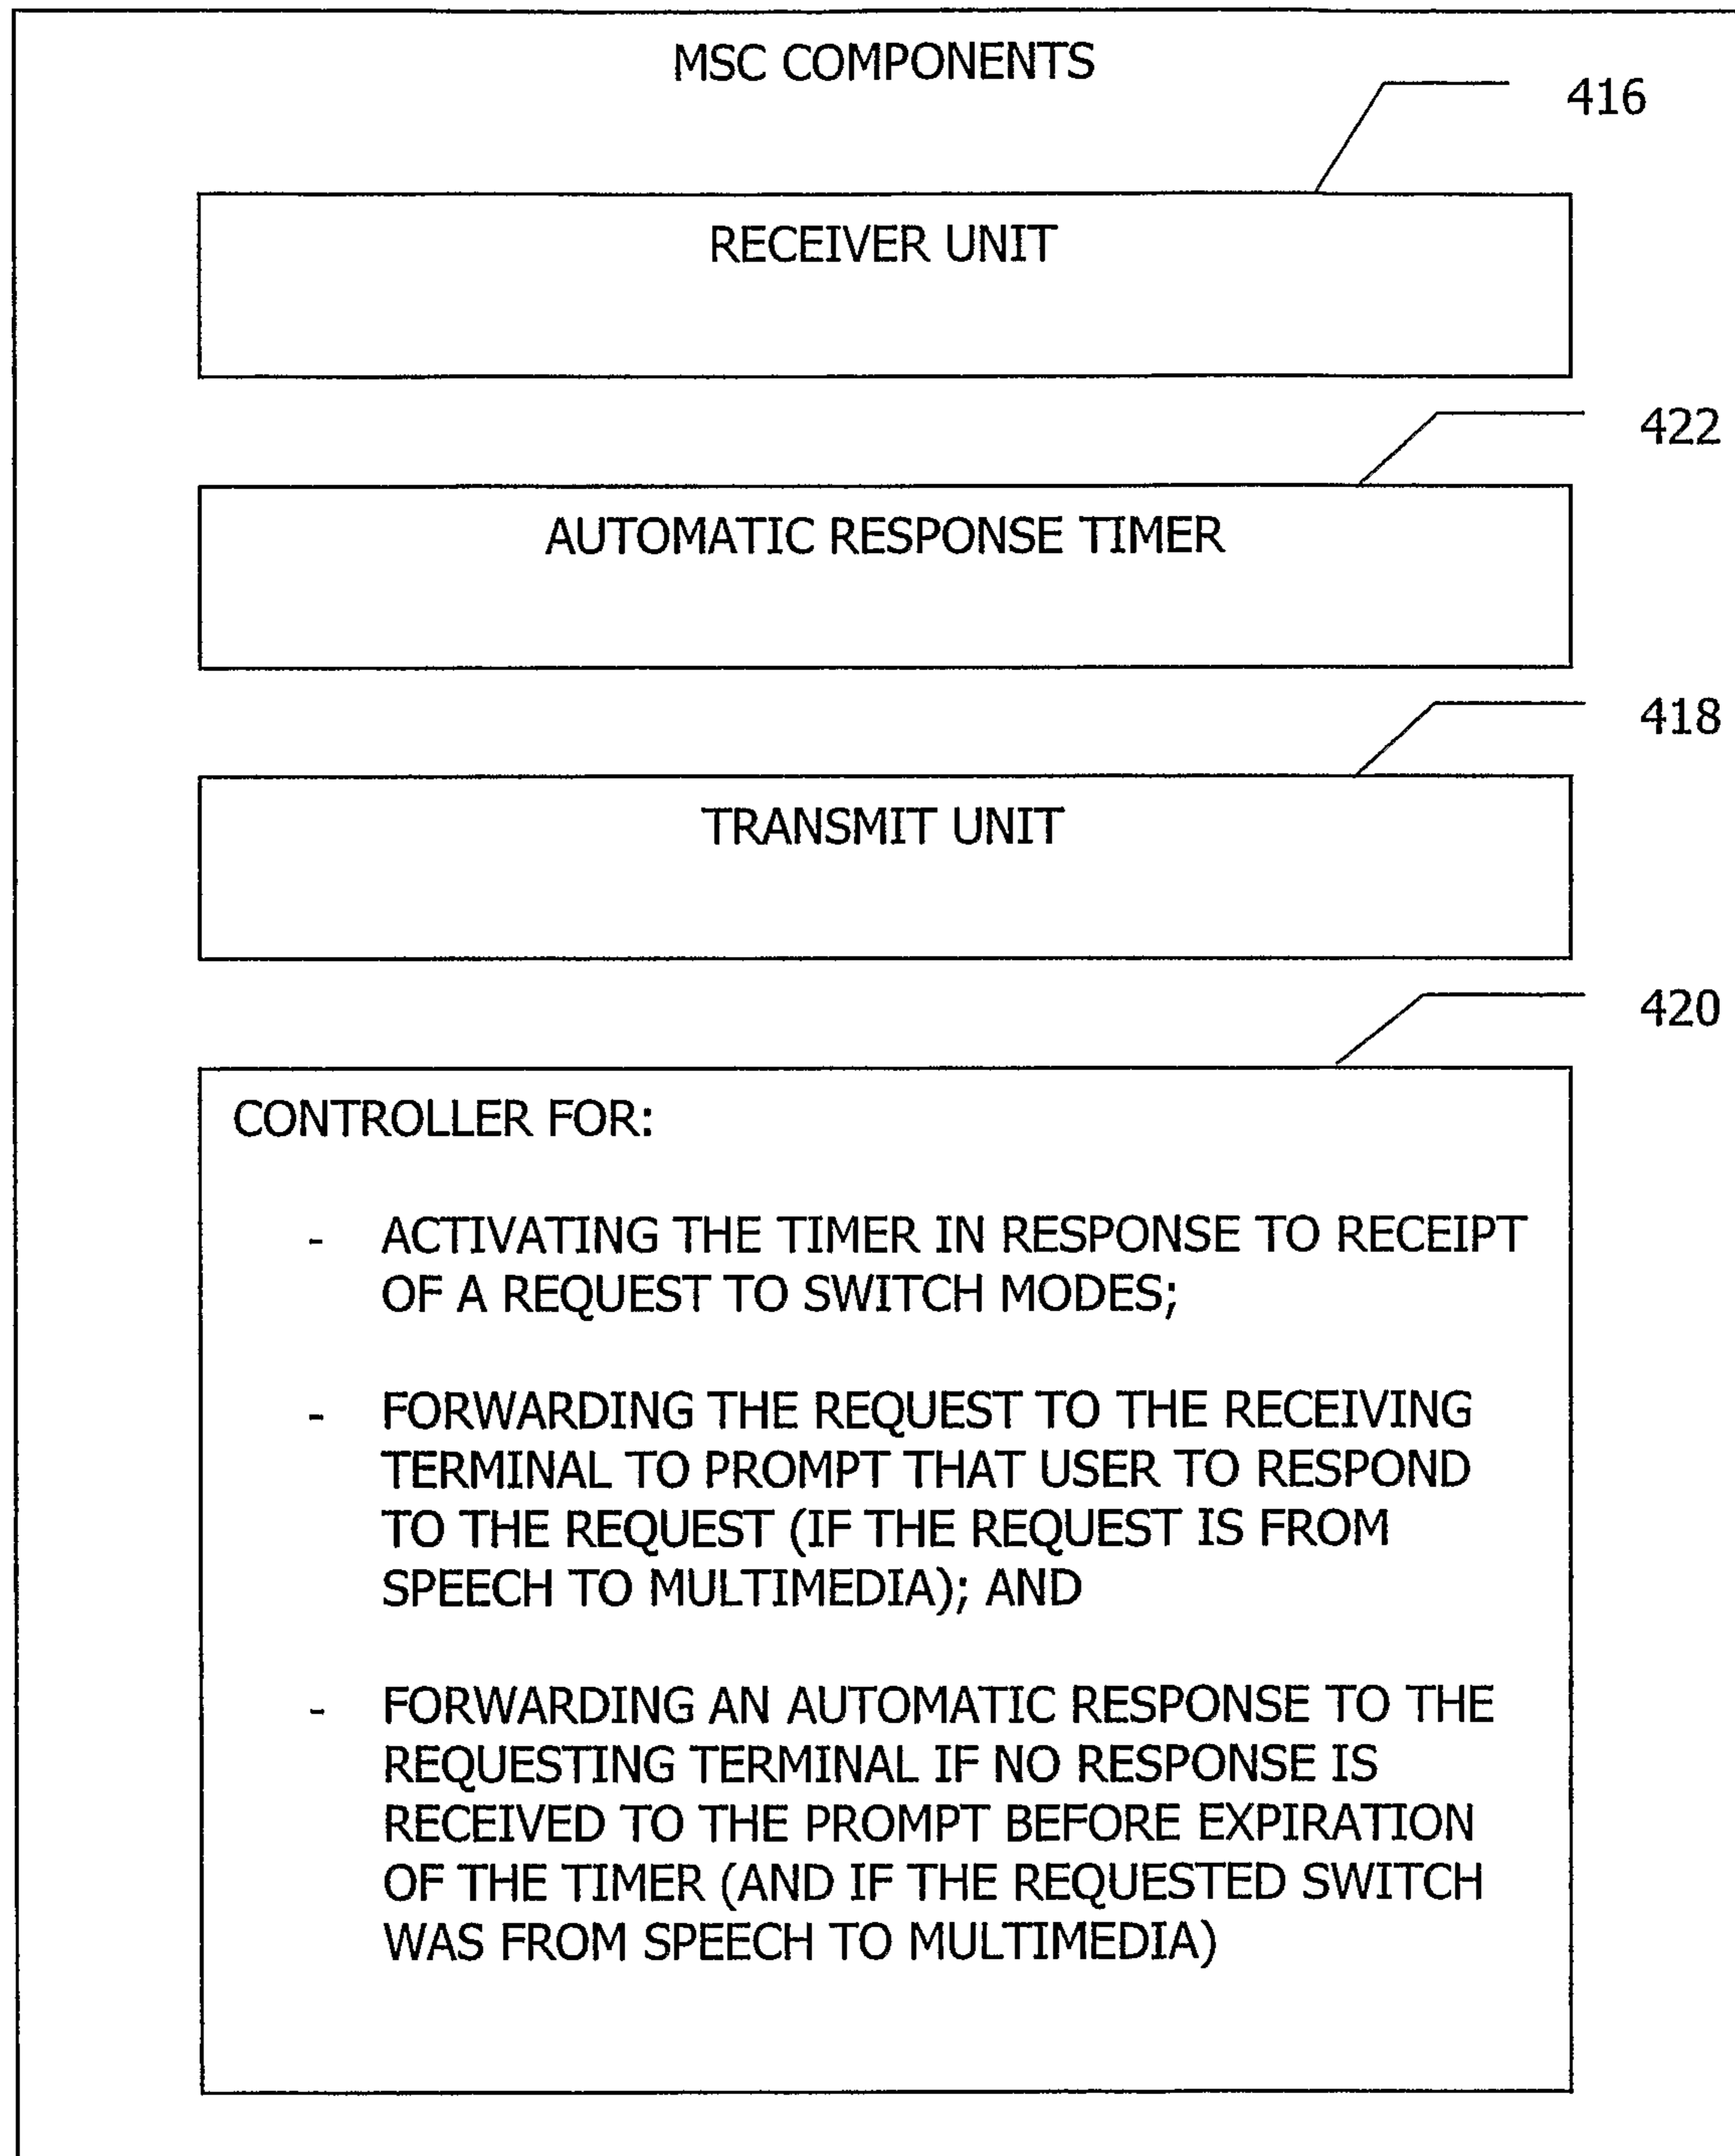 MSC COMPONENTS
416
RECEIVER UNIT
422
AUTOMATIC RESPONSE TIMER
418
TRANSMIT UNIT
420
CONTROLLER FOR:
- ACTIVATING THE TIMER IN RESPONSE TO RECEIPT
OF A REQUEST TO SWITCH MODES;
- FORWARDING THE REQUEST TO THE RECEIVING
TERMINAL TO PROMPT THAT USER TO RESPOND
TO THE REQUEST (IF THE REQUEST IS FROM
SPEECH TO MULTIMEDIA); AND
- FORWARDING AN AUTOMATIC RESPONSE TO THE
REQUESTING TERMINAL IF NO RESPONSE IS
RECEIVED TO THE PROMPT BEFORE EXPIRATION
OF THE TIMER (AND IF THE REQUESTED SWITCH
WAS FROM SPEECH TO MULTIMEDIA)